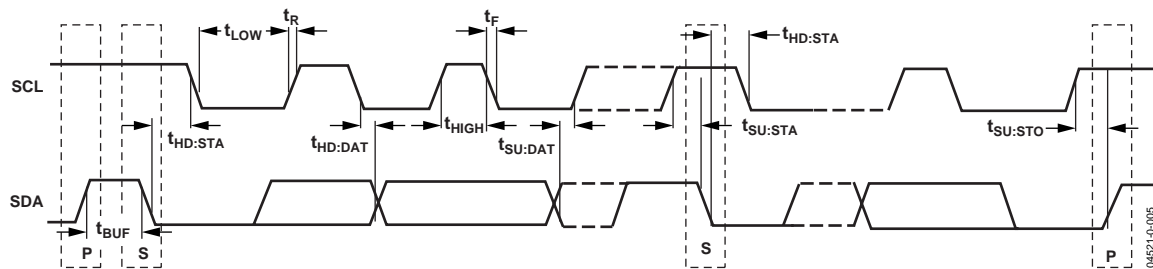 tR
tF
tLOW
tHD:STA
SCL
tHD:STA
tHD:DAT
tHIGH
tSU:DAT
tSU:STA
tSU:STO
SDA
tBUF
P
S
S
P
04521-0-005